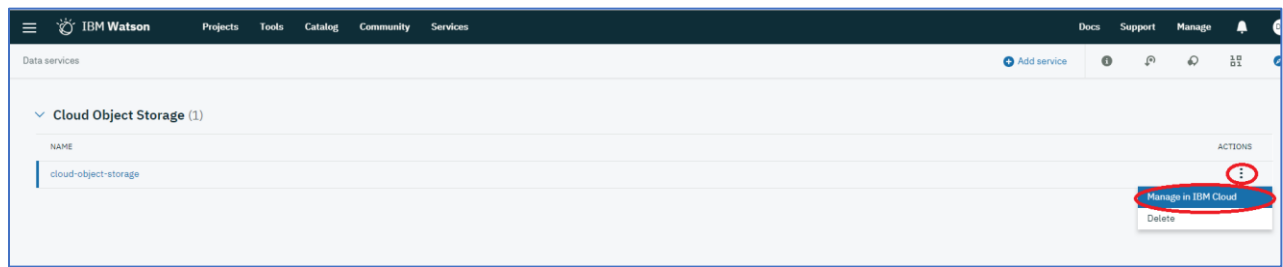 IBM Watson Projects Tools Catalog Community Services Docs Support Manage
Data services Add service
Cloud Object Storage (1)
NAME ACTIONS
cloud-object-storage
Manage in IBM Cloud
Delete